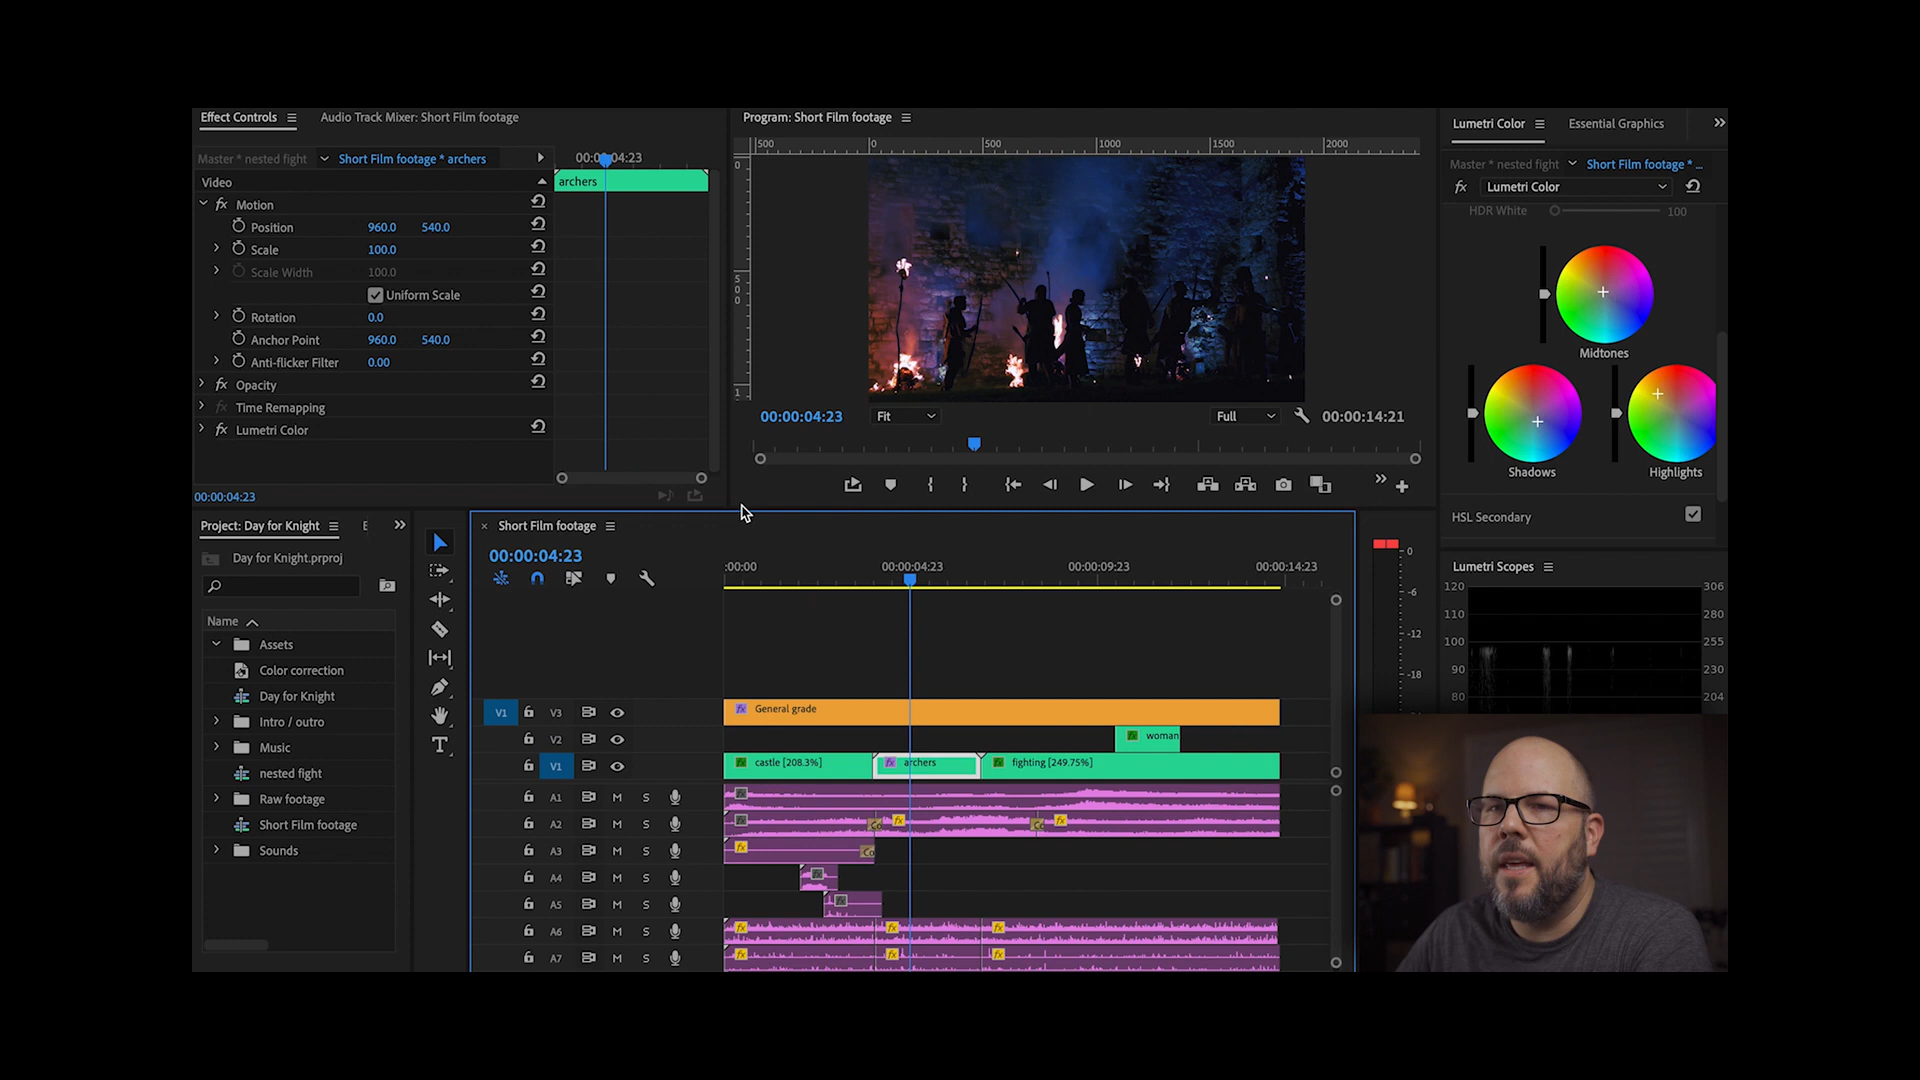 Effect Controls
Audio Track Mixer: Short Film footage
Master * nested fight
Short Film footage * archers
Video
Motion
Position 960.0 540.0
Scale 100.0
Scale Width 100.0
Uniform Scale
Rotation 0.0
Anchor Point 960.0 540.0
Anti-flicker Filter 0.00
Opacity
Time Remapping
Lumetri Color
00:00:04:23
archers
Program: Short Film footage
500 0 500 1000 1500 2000
00:00:04:23
Fit
Full
00:00:14:21
Lumetri Color
Essential Graphics
Master * nested fight
Short Film footage * ...
fx Lumetri Color
HDR White 100
Midtones
Shadows
Highlights
HSL Secondary
Lumetri Scopes
120 306
110 280
100 255
90 230
80 204
Project: Day for Knight
Day for Knight.prproj
Name
Assets
Color correction
Day for Knight
Intro / outro
Music
nested fight
Raw footage
Short Film footage
Sounds
Short Film footage
00:00:04:23
:00:00 00:00:04:23 00:00:09:23 00:00:14:23
V1 V3 General grade
V2 woman
V1 castle [208.3%] archers fighting [249.75%]
A1 M S
A2 M S
A3 M S
A4 M S
A5 M S
A6 M S
A7 M S
0
-6
-12
-18